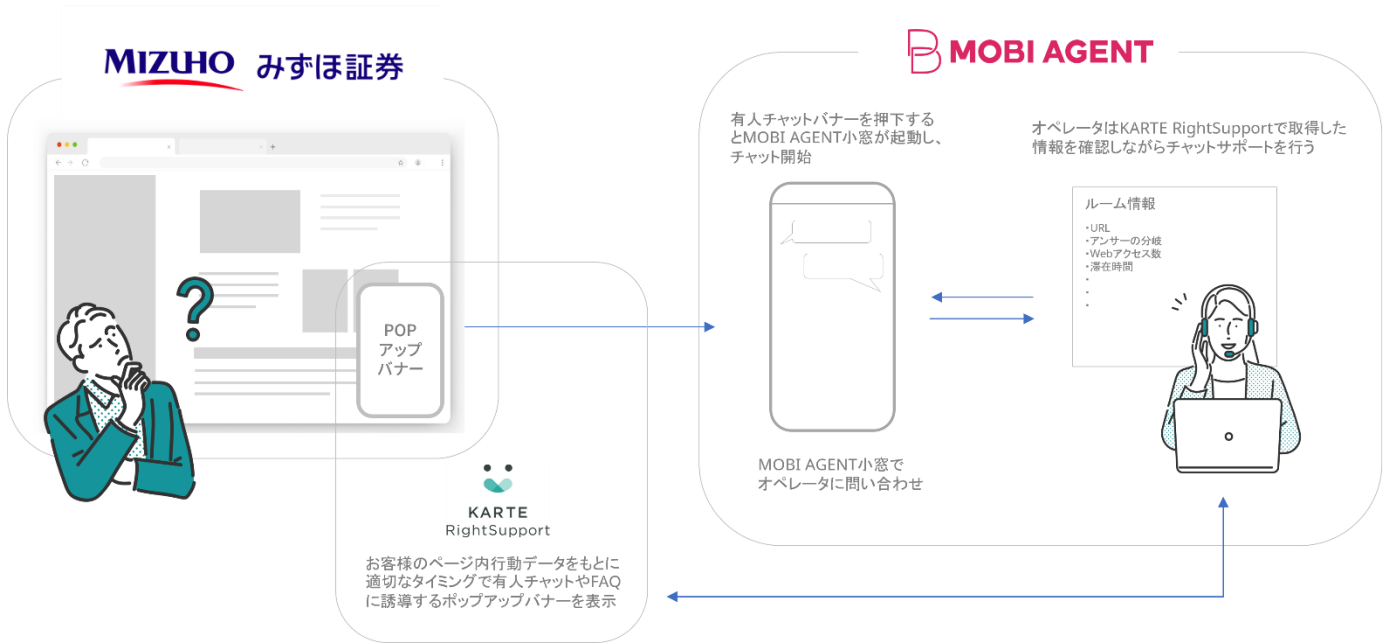 MIZUHO みずほ証券
POP
アップ
バナー
KARTE
RightSupport
お客様のページ内行動データをもとに
適切なタイミングで有人チャットやFAQ
に誘導するポップアップバナーを表示
MOBI AGENT
有人チャットバナーを押下する
とMOBI AGENT小窓が起動し、
チャット開始
MOBI AGENT小窓で
オペレータに問い合わせ
オペレータはKARTE RightSupportで取得した
情報を確認しながらチャットサポートを行う
ルーム情報
・URL
・アンサーの分岐
・Webアクセス数
・滞在時間
・
・
・